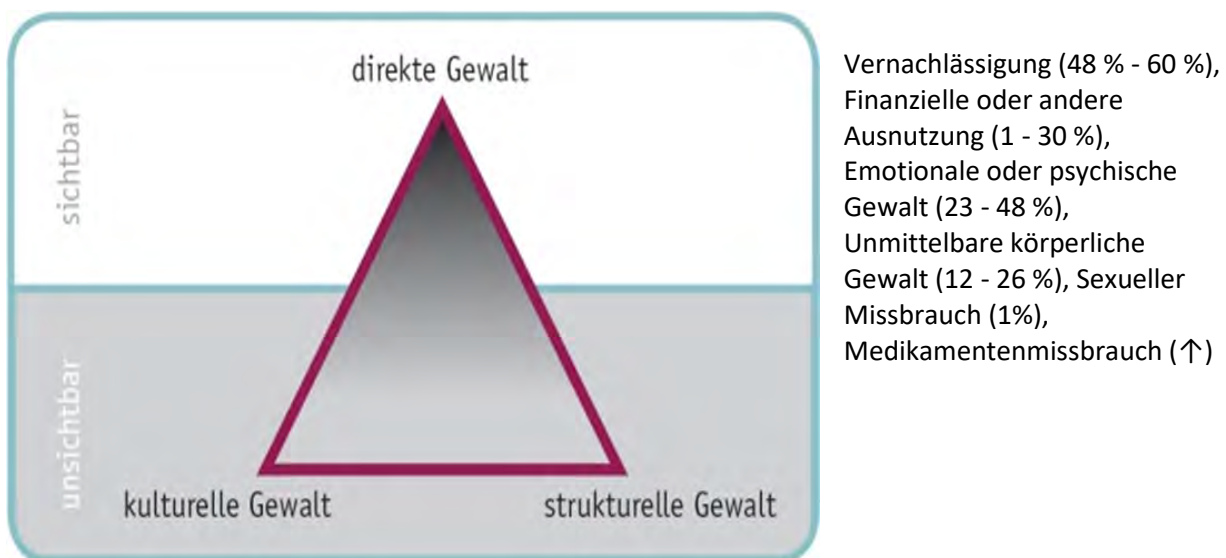 direkte Gewalt
sichtbar
unsichtbar
kulturelle Gewalt
strukturelle Gewalt
Vernachlässigung (48 % - 60 %),
Finanzielle oder andere
Ausnutzung (1 - 30 %),
Emotionale oder psychische
Gewalt (23 - 48 %),
Unmittelbare körperliche
Gewalt (12 - 26 %), Sexueller
Missbrauch (1%),
Medikamentenmissbrauch (↑)